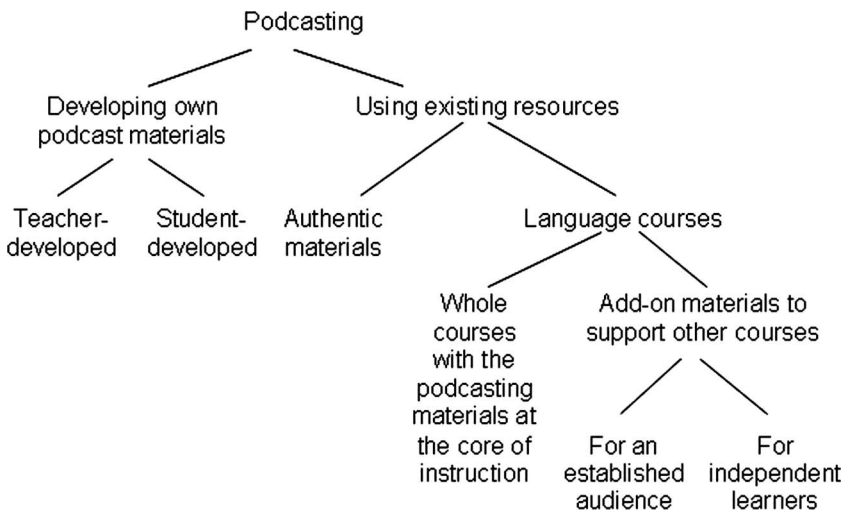 Podcasting
Developing own
podcast materials
Using existing resources
Teacher-
developed
Student-
developed
Authentic
materials
Language courses
Whole
courses
with the
podcasting
materials at
the core of
instruction
Add-on materials to
support other courses
For an
established
audience
For
independent
learners